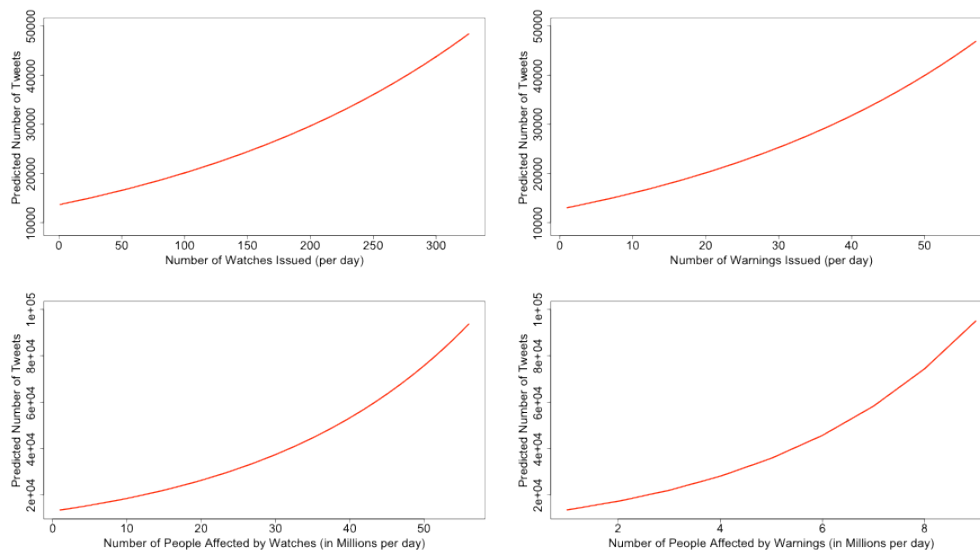 Predicted Number of Tweets
50000
40000
30000
20000
10000
0 50 100 150 200 250 300
Number of Watches Issued (per day)
Predicted Number of Tweets
50000
40000
30000
20000
10000
0 10 20 30 40 50
Number of Warnings Issued (per day)
Predicted Number of Tweets
1e+05
8e+04
6e+04
4e+04
2e+04
0 10 20 30 40 50
Number of People Affected by Watches (in Millions per day)
Predicted Number of Tweets
1e+05
8e+04
6e+04
4e+04
2e+04
2 4 6 8
Number of People Affected by Warnings (in Millions per day)